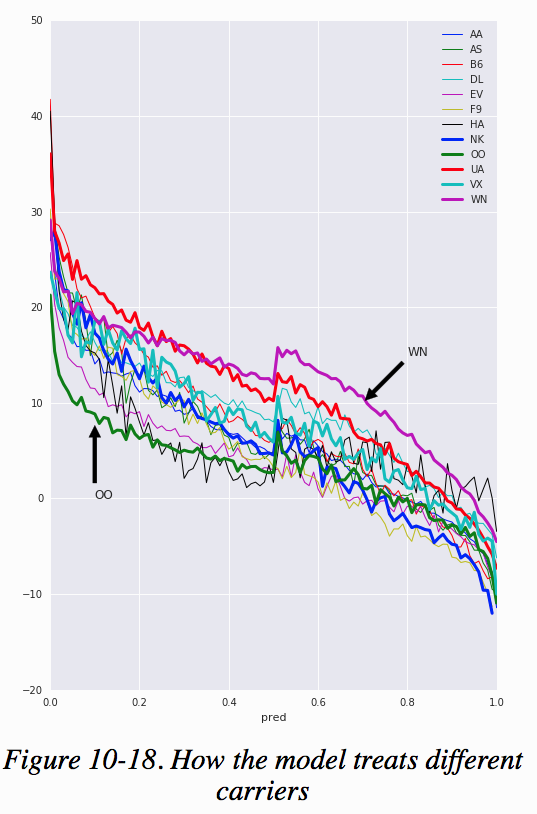 50
40
30
20
10
0
−10
−20
0.0 0.2 0.4 0.6 0.8 1.0
pred
AA
AS
B6
DL
EV
F9
HA
NK
OO
UA
VX
WN
WN
OO
Figure 10-18. How the model treats different
carriers